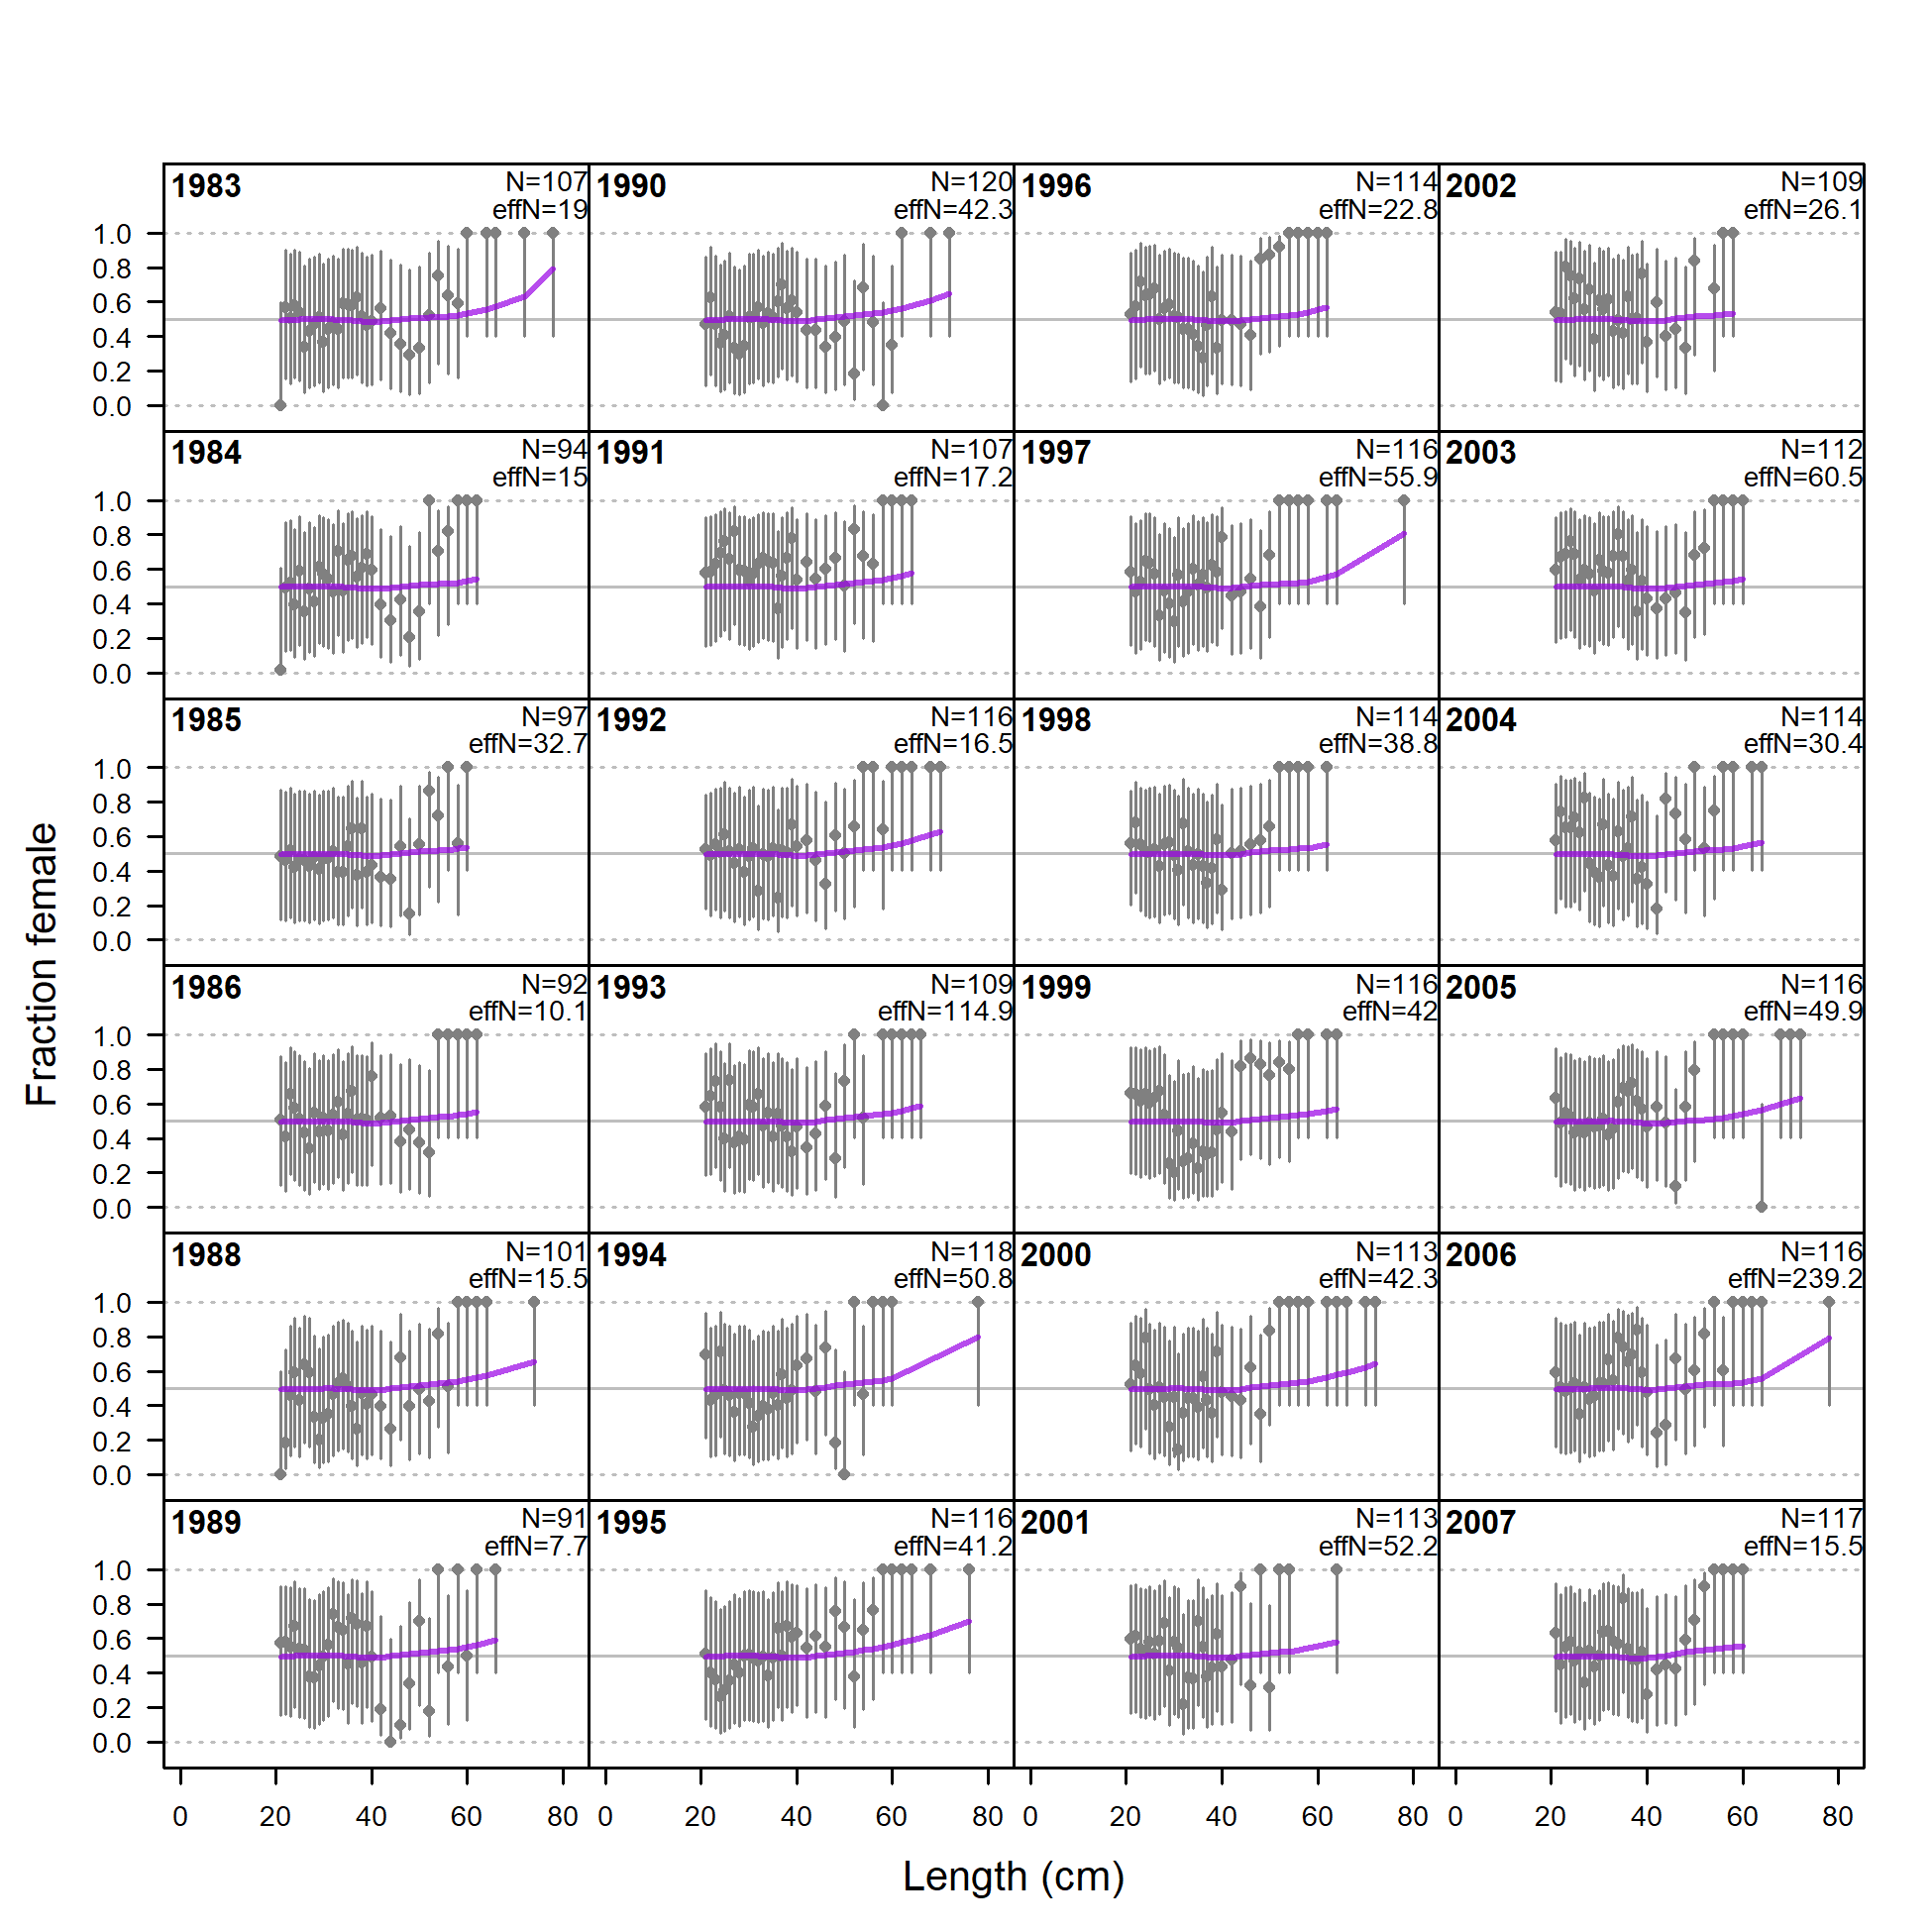 1983 N=107 1990 N=120 1996 N=114 2002 N=109
effN=19 effN=42.3 effN=22.8 effN=26.1
1.0
0.8
0.6
0.4
0.2
0.0
1984 N=94 1991 N=107 1997 N=116 2003 N=112
effN=15 effN=17.2 effN=55.9 effN=60.5
1.0
0.8
0.6
0.4
0.2
0.0
1985 N=97 1992 N=116 1998 N=114 2004 N=114
effN=32.7 effN=16.5 effN=38.8 effN=30.4
1.0
0.8
0.6
0.4
0.2
0.0
Fraction female
1986 N=92 1993 N=109 1999 N=116 2005 N=116
effN=10.1 effN=114.9 effN=42 effN=49.9
1.0
0.8
0.6
0.4
0.2
0.0
1988 N=101 1994 N=118 2000 N=113 2006 N=116
effN=15.5 effN=50.8 effN=42.3 effN=239.2
1.0
0.8
0.6
0.4
0.2
0.0
1989 N=91 1995 N=116 2001 N=113 2007 N=117
effN=7.7 effN=41.2 effN=52.2 effN=15.5
1.0
0.8
0.6
0.4
0.2
0.0
0 20 40 60 80 0 20 40 60 80 0 20 40 60 80 0 20 40 60 80
Length (cm)